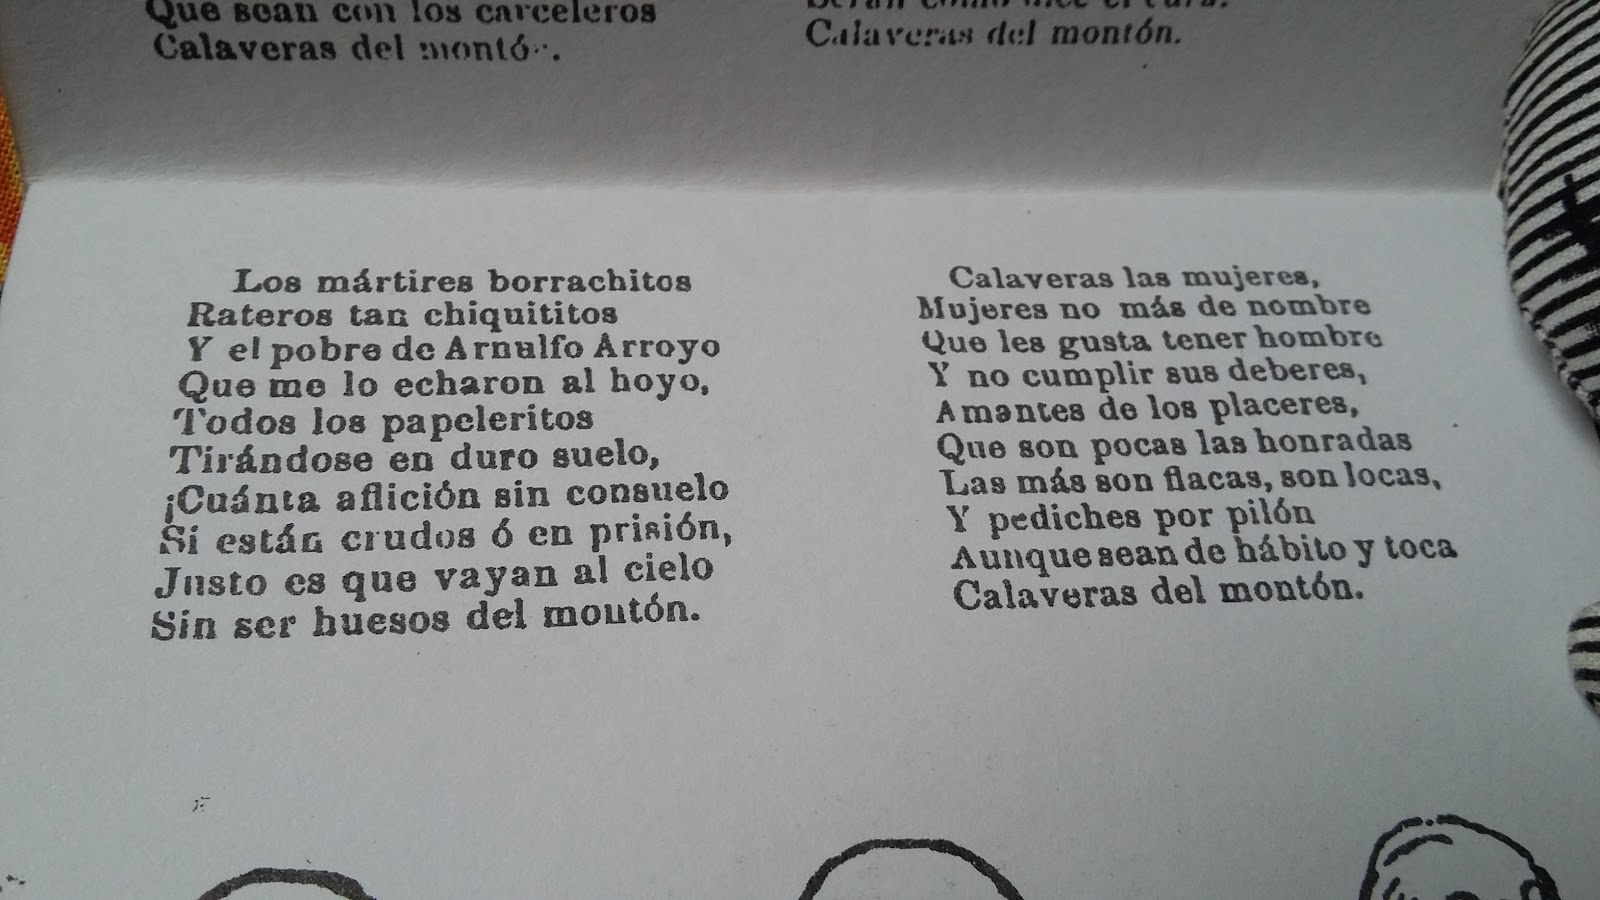 Que sean con los carceleros
Calaveras del montó
Calaveras del montón.
Los mártires borrachitos
Rateros tan chiquititos
Y el pobre de Arnulfo Arroyo
Que me lo echaron al hoyo,
Todos los papeleritos
Tirándose en duro suelo,
¡Cuánta aflición sin consuelo
Si están crudos ó en prisión,
Justo es que vayan al cielo
Sin ser huesos del moutón.
Calaveras las mujeres,
Mujeres no más de nombre
Que les gusta tener hombre
Y no cumplir sus deberes,
Amantes de los placeres,
Que son pocas las honradas
Las más son flacas, son locas,
Y pediches por pilón
Aunque sean de hábito y toca
Calaveras del montón.